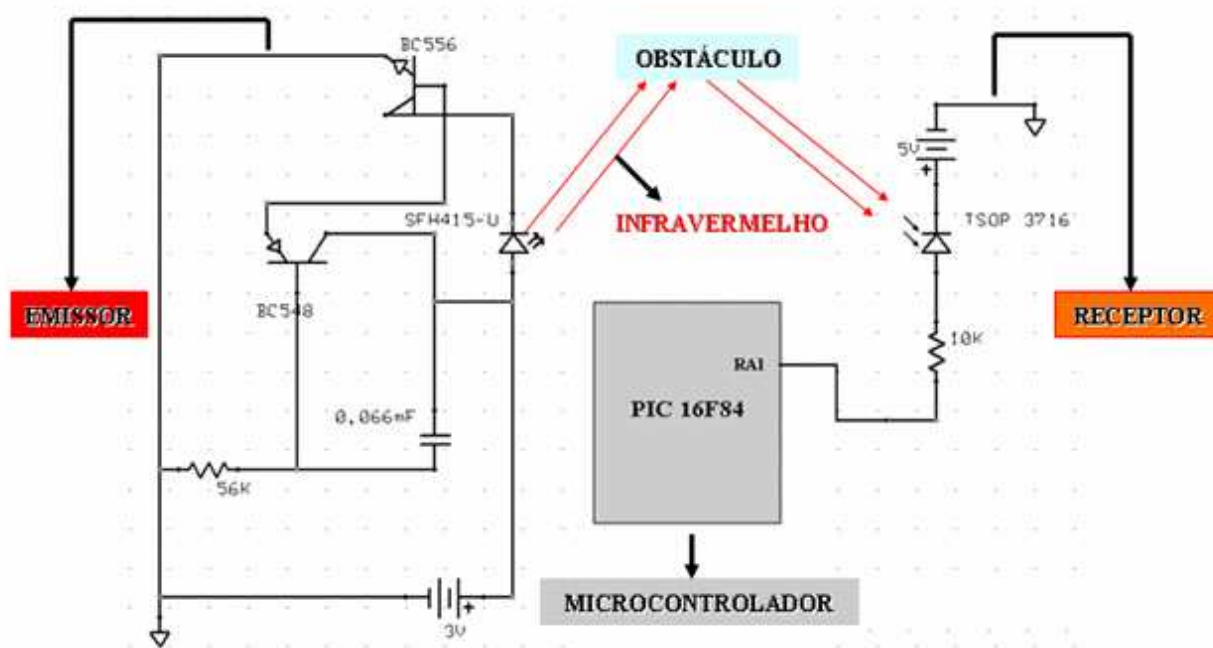 BC556
OBSTÁCULO
5V
+
SFH415-U
INFRAVERMELHO
TSOP 3716
EMISSOR
BC548
RECEPTOR
10K
RA1
PIC 16F84
0,066mF
56K
+
3V
MICROCONTROLADOR